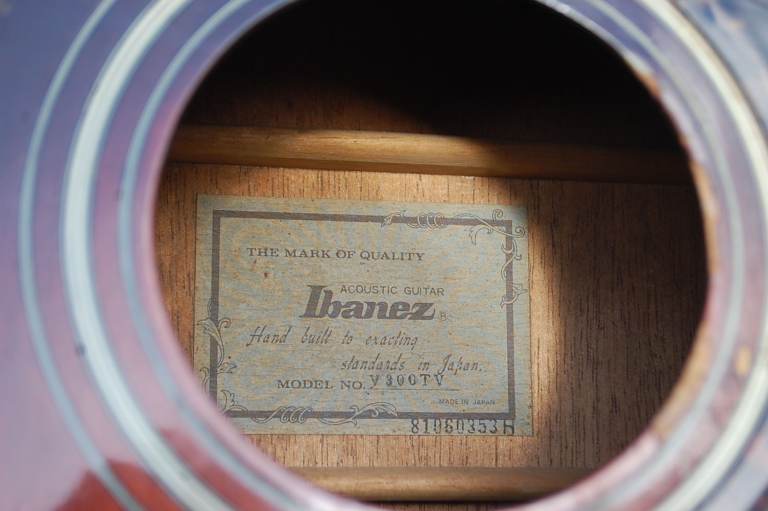 THE MARK OF QUALITY
ACOUSTIC GUITAR
Ibanez ®
Hand built to exacting
standards in Japan.
MODEL NO. V300TV
MADE IN JAPAN
81060353H